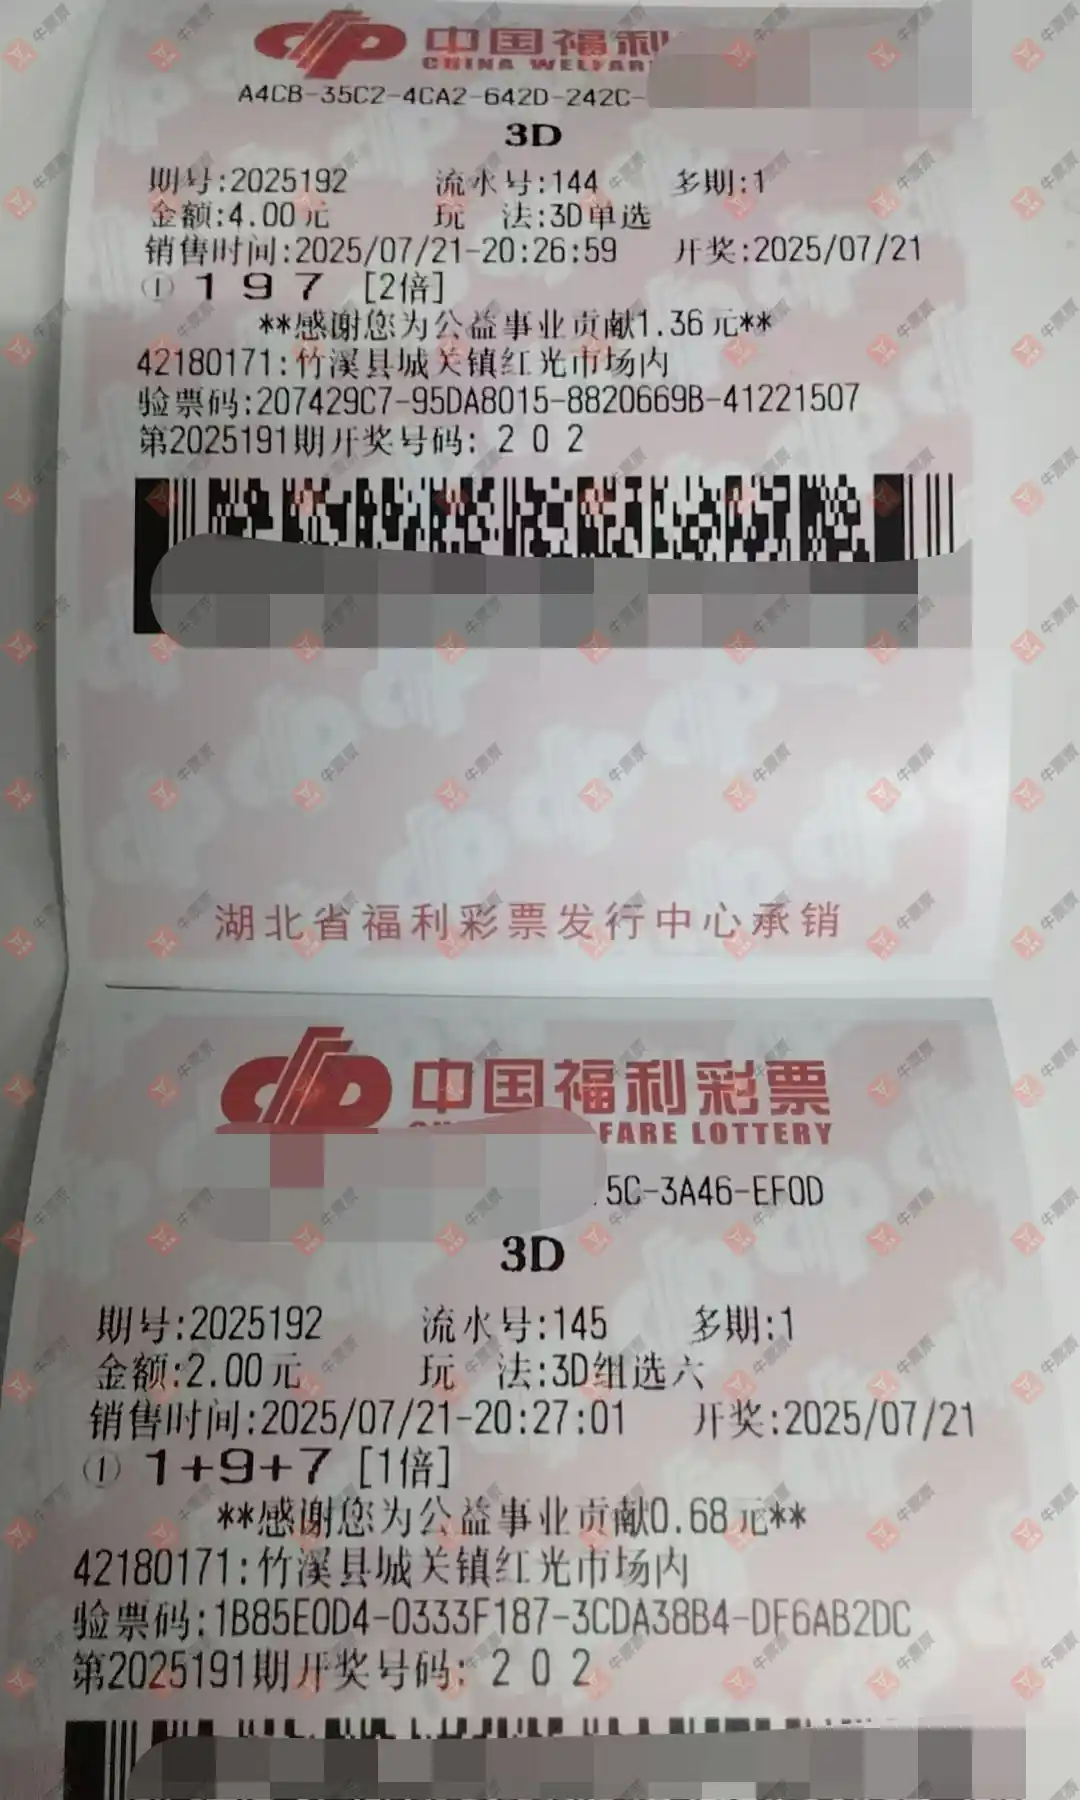 中国福利
CHINA WELFAR
A4CB-35C2-4CA2-642D-242C-
3D
期号:2025192 流水号:144 多期:1
金额:4.00元 玩 法:3D单选
销售时间:2025/07/21-20:26:59 开奖:2025/07/21
① 1 9 7 [2倍]
**感谢您为公益事业贡献1.36元**
42180171:竹溪县城关镇红光市场内
验票码:207429C7-95DA8015-8820669B-41221507
第2025191期开奖号码: 2 0 2
湖北省福利彩票发行中心承销
中国福利彩票
FARE LOTTERY
5C-3A46-EF0D
3D
期号:2025192 流水号:145 多期:1
金额:2.00元 玩 法:3D组选六
销售时间:2025/07/21-20:27:01 开奖:2025/07/21
① 1+9+7 [1倍]
**感谢您为公益事业贡献0.68元**
42180171:竹溪县城关镇红光市场内
验票码:1B85E0D4-0333F187-3CDA38B4-DF6AB2DC
第2025191期开奖号码: 2 0 2